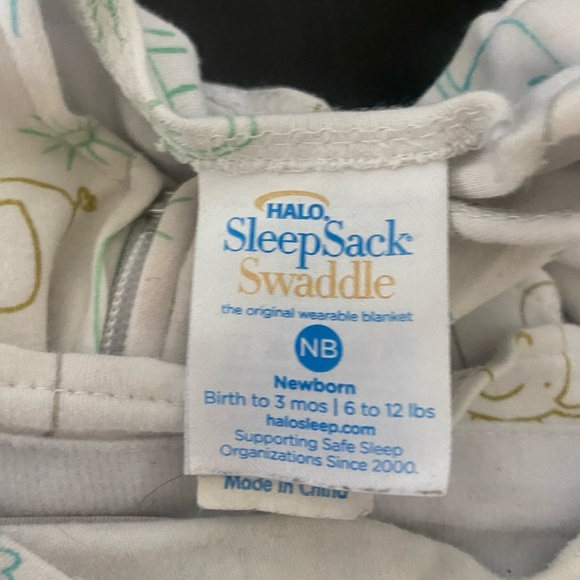 HALO.
SleepSack®
Swaddle
the original wearable blanket
NB
Newborn
Birth to 3 mos | 6 to 12 lbs
halosleep.com
Supporting Safe Sleep
Organizations Since 2000.
Made in China